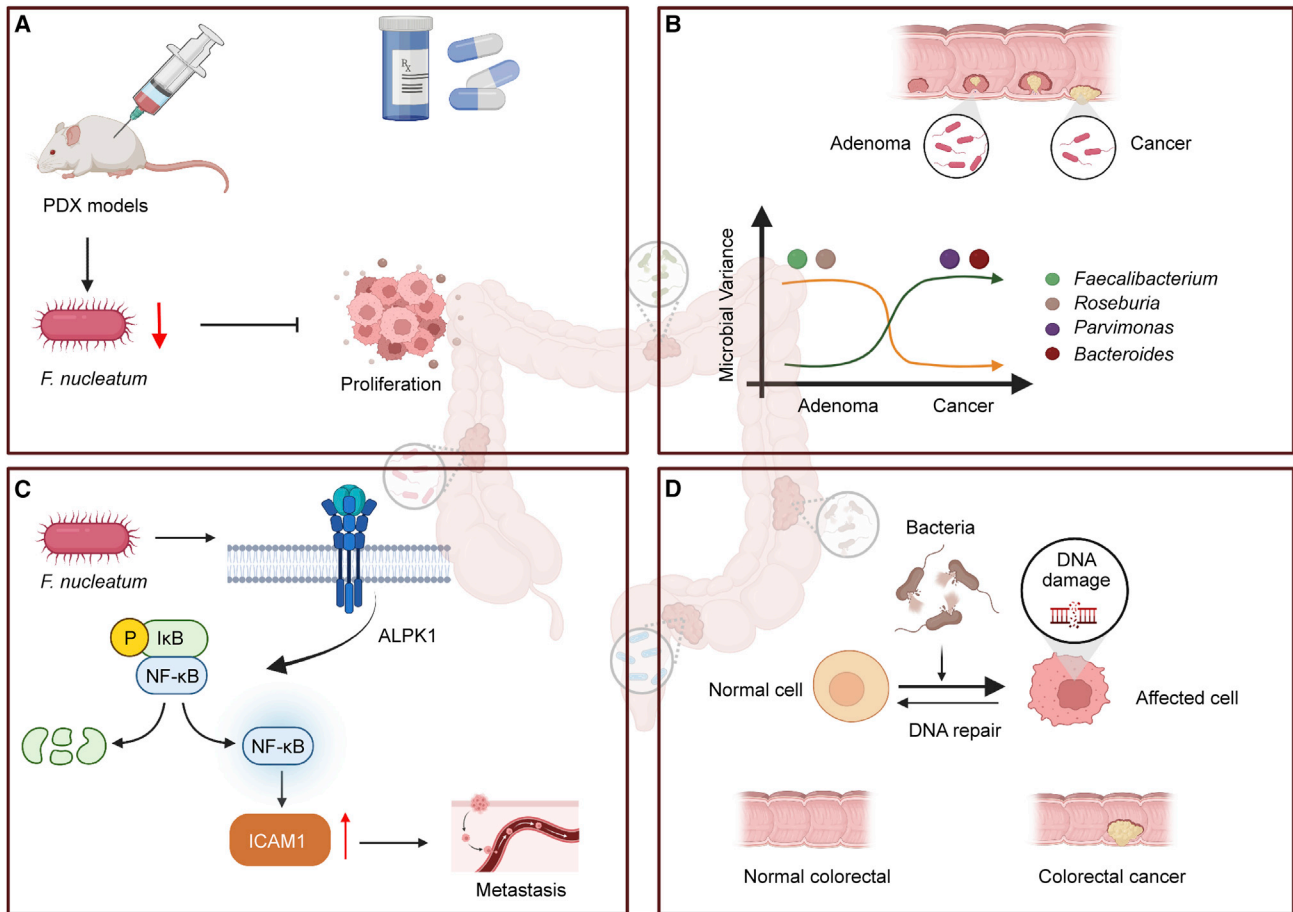 A
Rx
PDX models
F. nucleatum
Proliferation
B
Adenoma
Cancer
Microbial Variance
Faecalibacterium
Roseburia
Parvimonas
Bacteroides
Adenoma
Cancer
C
F. nucleatum
ALPK1
P
IκB
NF-κB
NF-κB
ICAM1
Metastasis
D
Bacteria
DNA
damage
Normal cell
Affected cell
DNA repair
Normal colorectal
Colorectal cancer